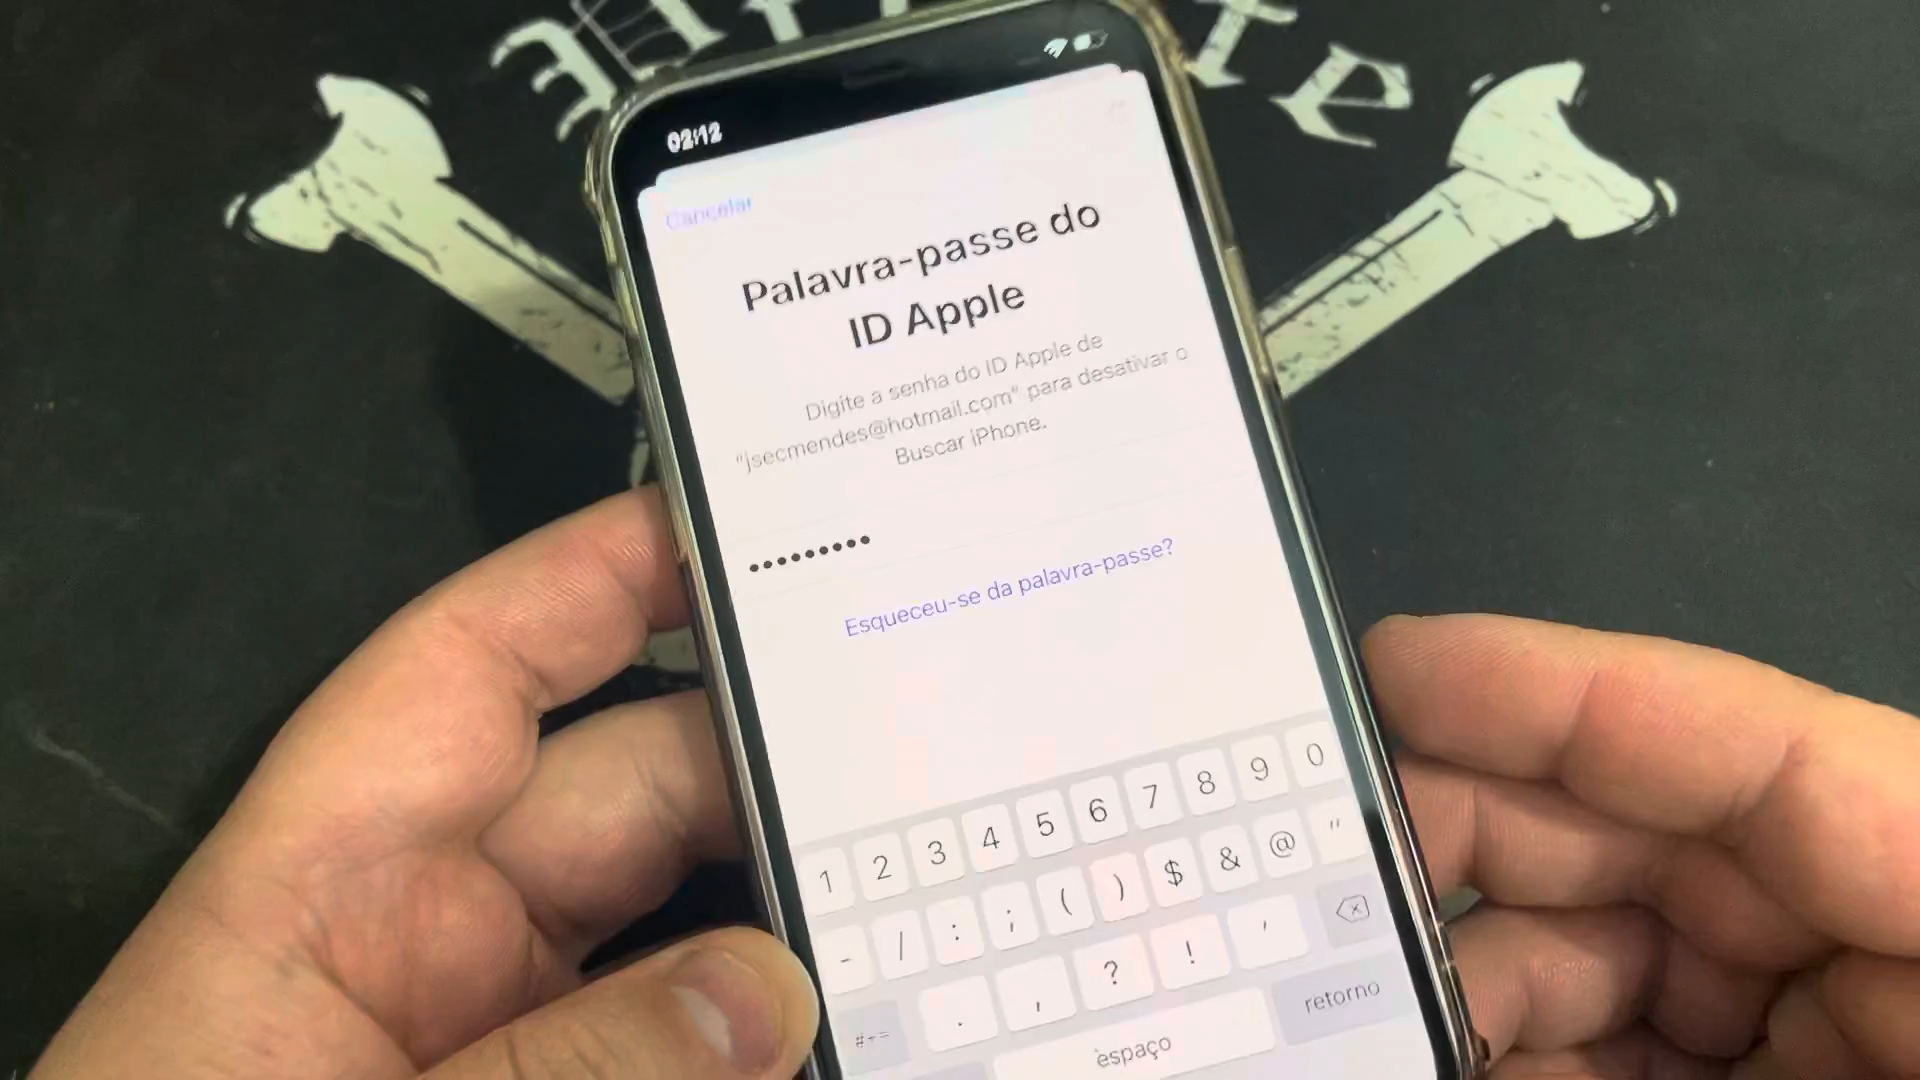 02:12
Cancelar
Palavra-passe do
ID Apple
Digite a senha do ID Apple de
"jsecmendes@hotmail.com" para desativar o
Buscar iPhone.
•••••••••
Esqueceu-se da palavra-passe?
1 2 3 4 5 6 7 8 9 0
- / : ; ( ) $ & @ "
#+= . , ? ! '
espaço retorno